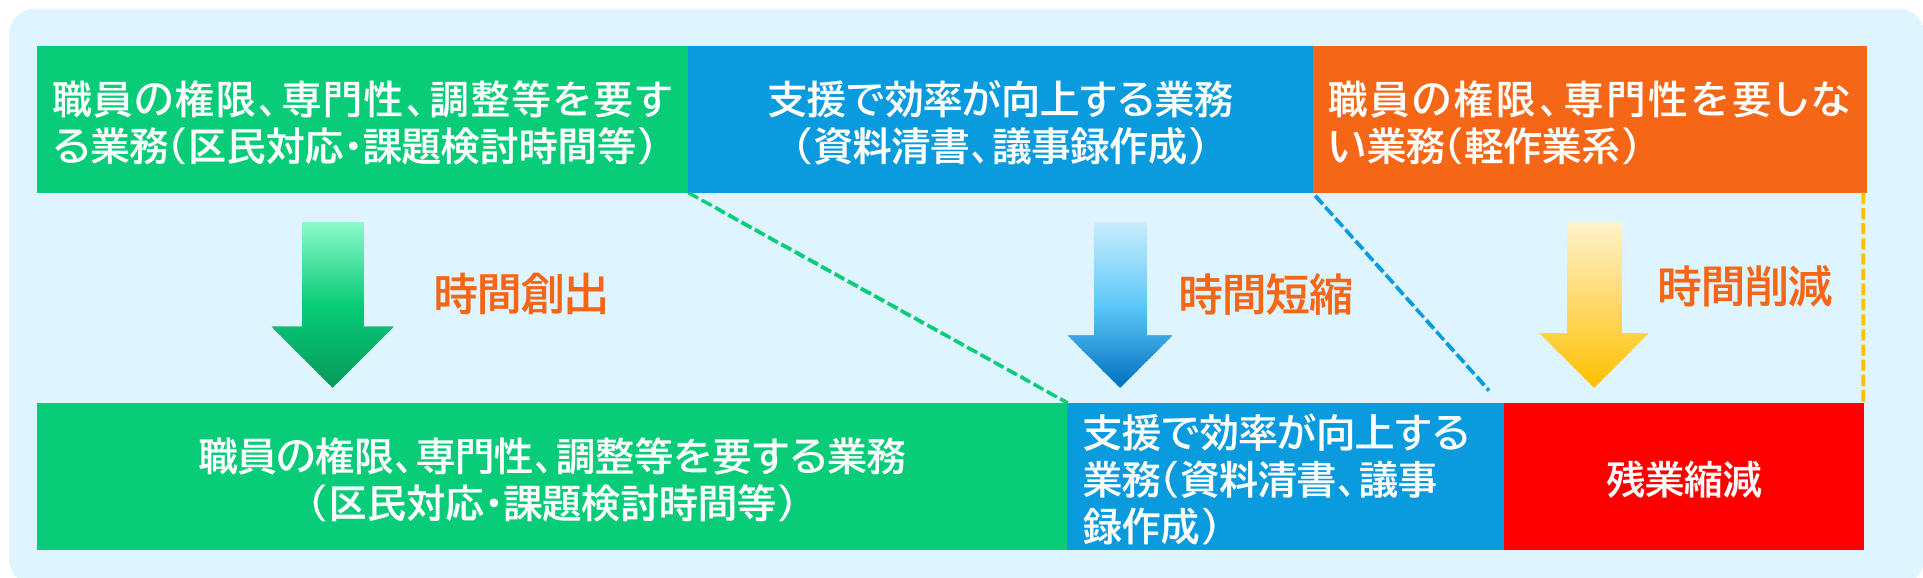 職員の権限、専門性、調整等を要す
る業務（区民対応・課題検討時間等）
支援で効率が向上する業務
（資料清書、議事録作成）
職員の権限、専門性を要しな
い業務（軽作業系）
時間創出
時間短縮
時間削減
職員の権限、専門性、調整等を要する業務
（区民対応・課題検討時間等）
支援で効率が向上する
業務（資料清書、議事
録作成）
残業縮減